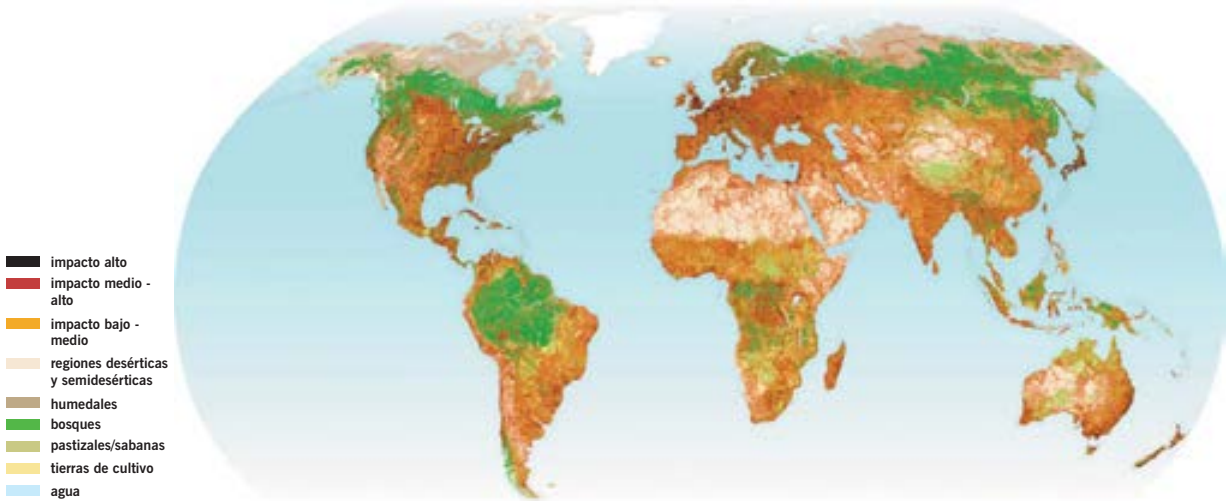 impacto alto
impacto medio -
alto
impacto bajo -
medio
regiones desérticas
y semidesérticas
humedales
bosques
pastizales/sabanas
tierras de cultivo
agua